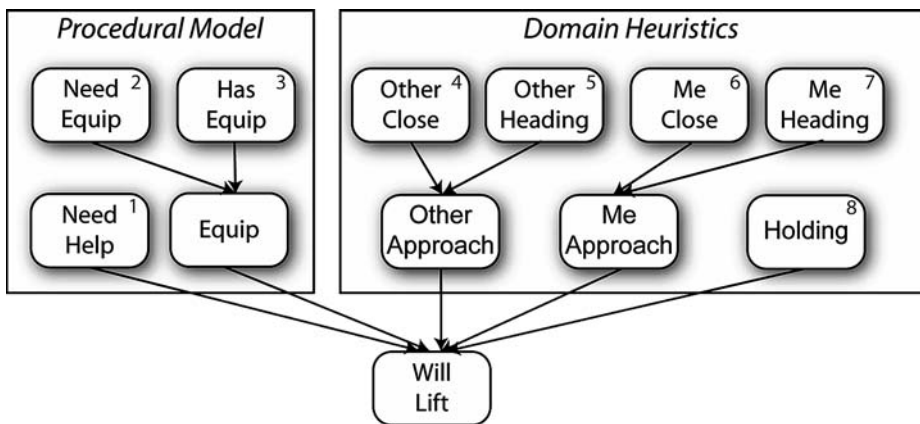 Procedural Model
Domain Heuristics
Need 2
Equip
Has 3
Equip
Other 4
Close
Other 5
Heading
Me 6
Close
Me 7
Heading
Need 1
Help
Equip
Other
Approach
Me
Approach
8
Holding
Will
Lift